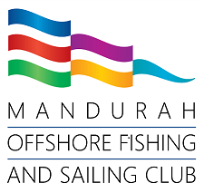 MANDURAH
OFFSHORE FISHING
AND SAILING CLUB